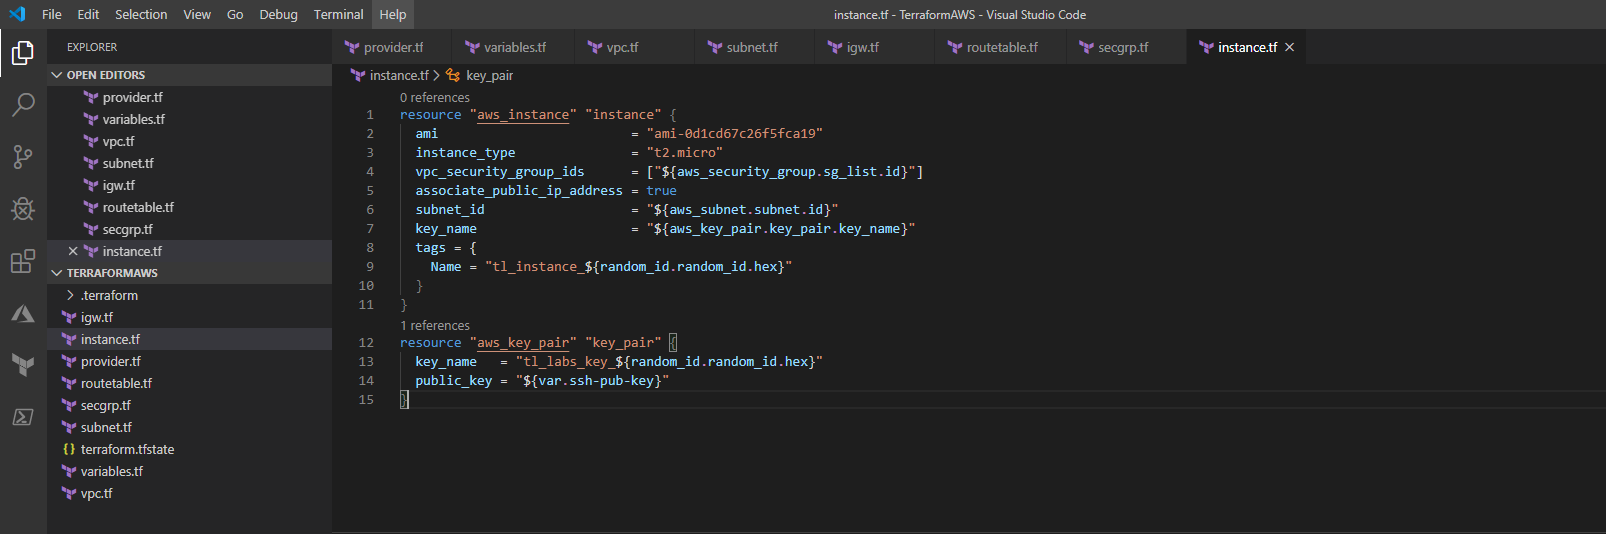 File Edit Selection View Go Debug Terminal Help instance.tf - TerraformAWS - Visual Studio Code
EXPLORER
OPEN EDITORS
provider.tf
variables.tf
vpc.tf
subnet.tf
igw.tf
routetable.tf
secgrp.tf
instance.tf
TERRAFORMAWS
.terraform
igw.tf
instance.tf
provider.tf
routetable.tf
secgrp.tf
subnet.tf
{} terraform.tfstate
variables.tf
vpc.tf
provider.tf variables.tf vpc.tf subnet.tf igw.tf routetable.tf secgrp.tf instance.tf
instance.tf > key_pair
0 references
1 resource "aws_instance" "instance" {
2 ami = "ami-0d1cd67c26f5fca19"
3 instance_type = "t2.micro"
4 vpc_security_group_ids = ["${aws_security_group.sg_list.id}"]
5 associate_public_ip_address = true
6 subnet_id = "${aws_subnet.subnet.id}"
7 key_name = "${aws_key_pair.key_pair.key_name}"
8 tags = {
9 Name = "tl_instance_${random_id.random_id.hex}"
10 }
11 }
1 references
12 resource "aws_key_pair" "key_pair" {
13 key_name = "tl_labs_key_${random_id.random_id.hex}"
14 public_key = "${var.ssh-pub-key}"
15 }